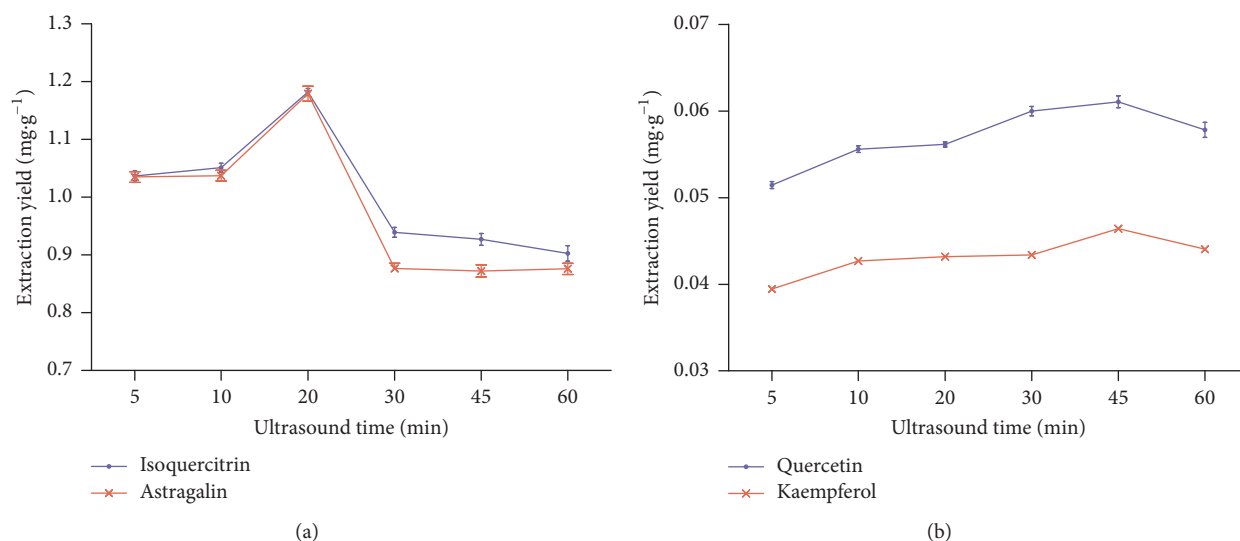 1.3
1.2
1.1
1.0
0.9
0.8
0.7
Extraction yield (mg·g⁻¹)
5 10 20 30 45 60
Ultrasound time (min)
Isoquercitrin
Astragalin
(a)
0.07
0.06
0.05
0.04
0.03
Extraction yield (mg·g⁻¹)
5 10 20 30 45 60
Ultrasound time (min)
Quercetin
Kaempferol
(b)